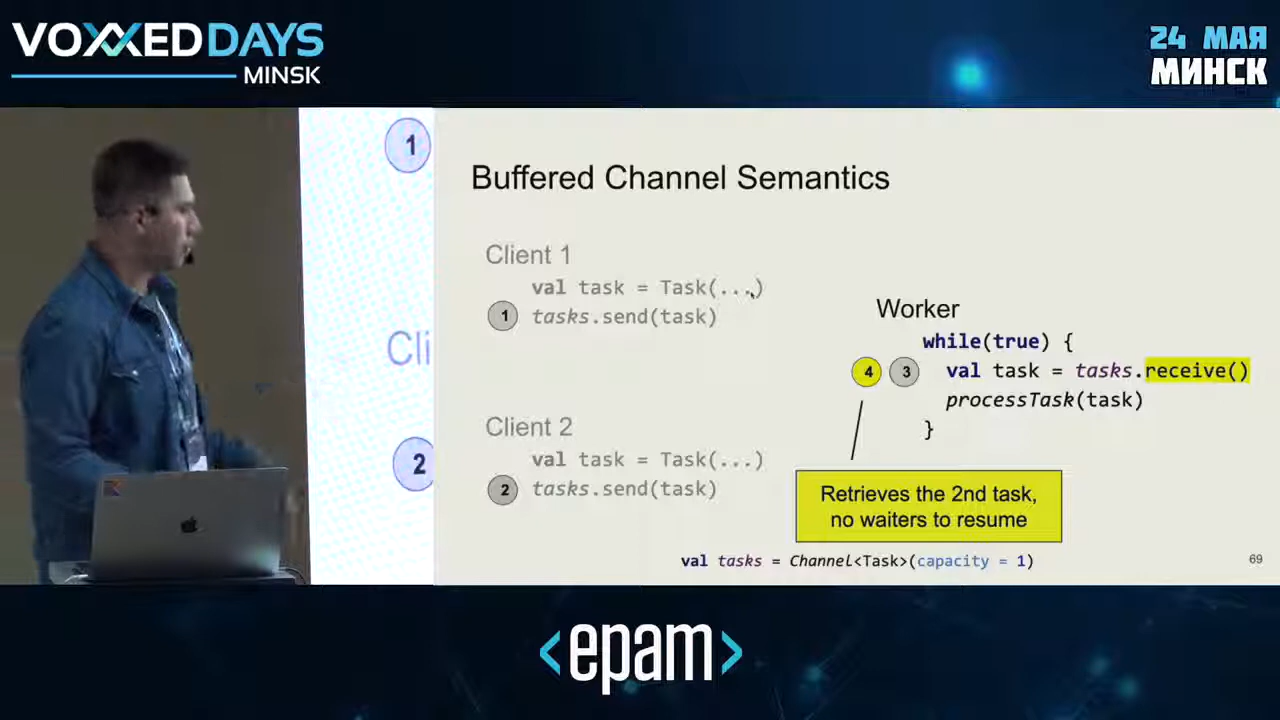 VOXXED DAYS
MINSK
24 МАЯ
МИНСК
1
Cli
2
Buffered Channel Semantics
Client 1
val task = Task(...)
1 tasks.send(task)
Client 2
val task = Task(...)
2 tasks.send(task)
Worker
while(true) {
4 3 val task = tasks.receive()
processTask(task)
}
Retrieves the 2nd task,
no waiters to resume
val tasks = Channel<Task>(capacity = 1)
69
<epam>